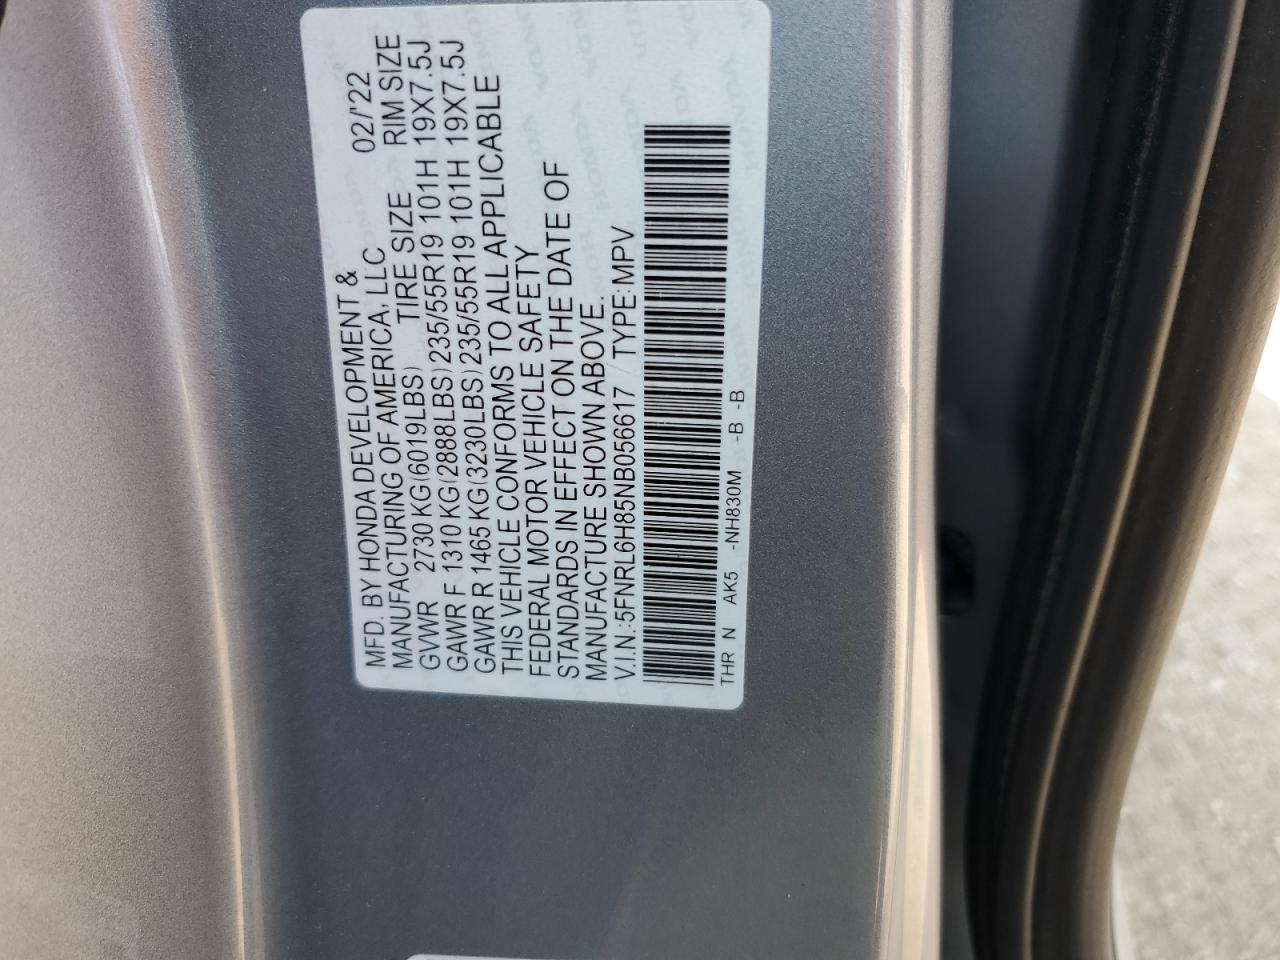 MFD. BY HONDA DEVELOPMENT & 02/'22
MANUFACTURING OF AMERICA, LLC
TIRE SIZE RIM SIZE
GVWR 2730 KG(6019LBS)
GAWR F 1310 KG(2888LBS) 235/55R19 101H 19X7.5J
GAWR R 1465 KG(3230LBS) 235/55R19 101H 19X7.5J
THIS VEHICLE CONFORMS TO ALL APPLICABLE
FEDERAL MOTOR VEHICLE SAFETY
STANDARDS IN EFFECT ON THE DATE OF
MANUFACTURE SHOWN ABOVE.
V.I.N.:5FNRL6H85NB056617 / TYPE:MPV
THR N AK5 -NH830M -B -B